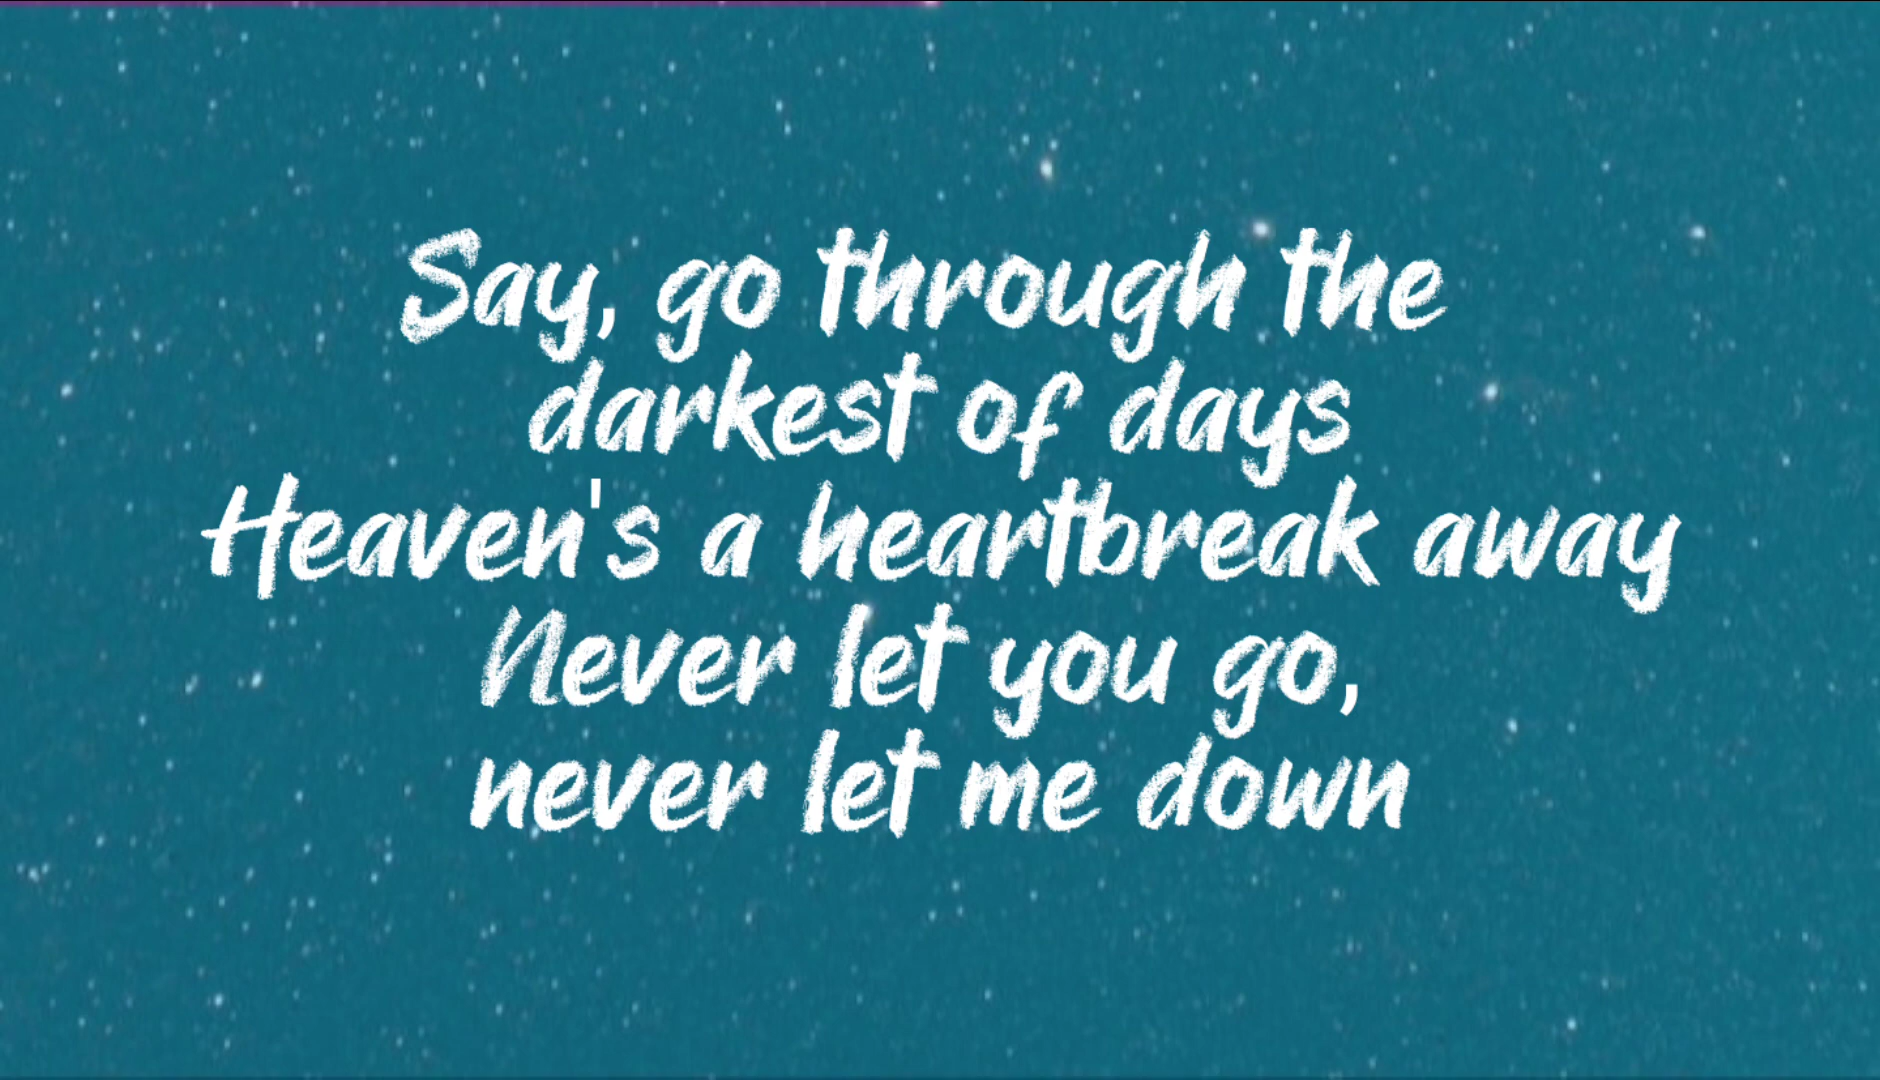 Say, go through the
darkest of days
Heaven's a heartbreak away
Never let you go,
never let me down